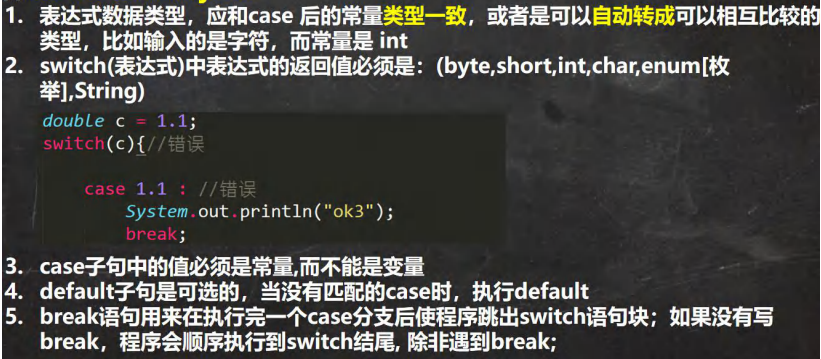 1. 表达式数据类型，应和case 后的常量类型一致，或者是可以自动转成可以相互比较的
类型，比如输入的是字符，而常量是 int
2. switch(表达式)中表达式的返回值必须是：(byte,short,int,char,enum[枚
举],String)
double c = 1.1;
switch(c){//错误
case 1.1 : //错误
System.out.println("ok3");
break;
3. case子句中的值必须是常量,而不能是变量
4. default子句是可选的，当没有匹配的case时，执行default
5. break语句用来在执行完一个case分支后使程序跳出switch语句块；如果没有写
break，程序会顺序执行到switch结尾, 除非遇到break;